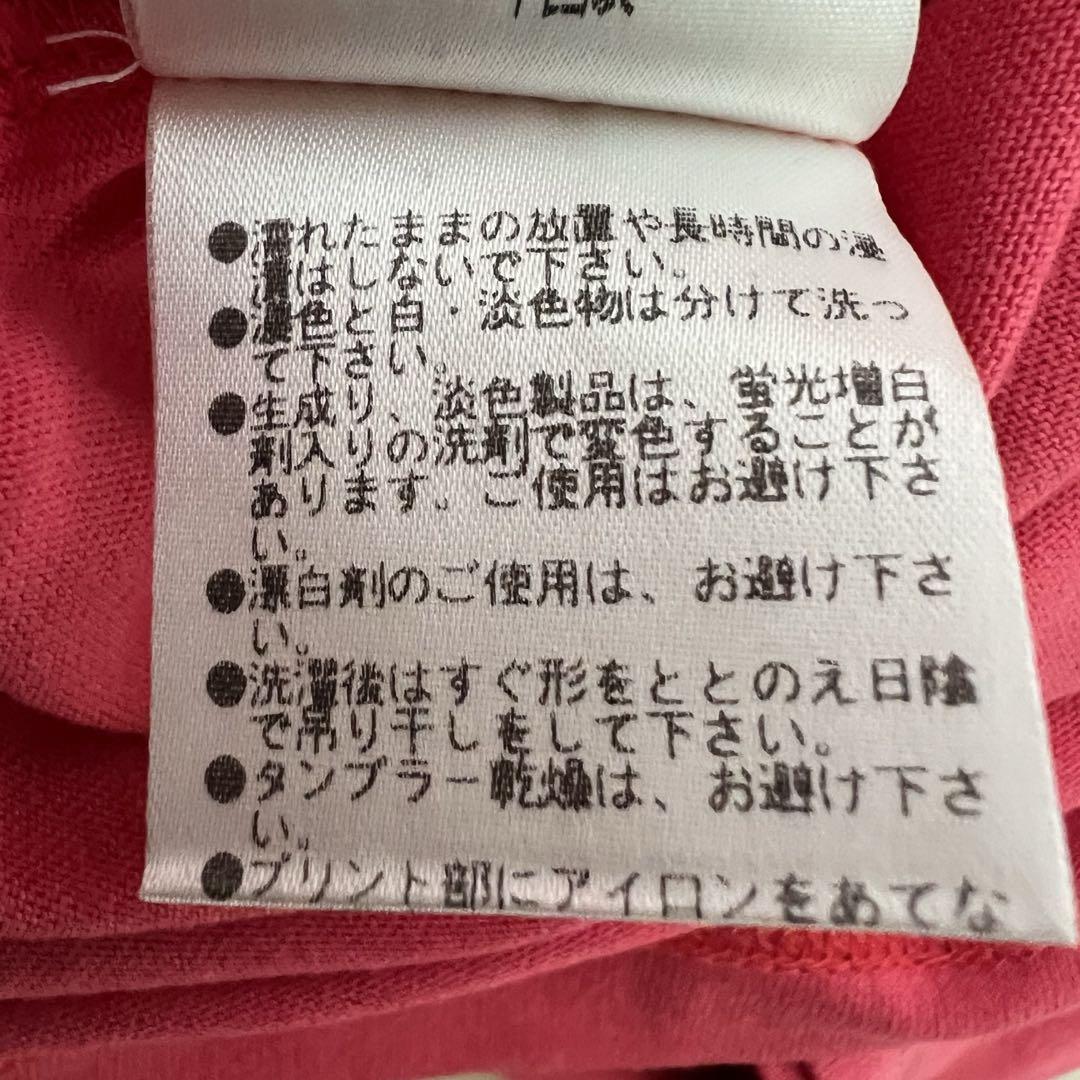 ●濡れたままの放置や長時間の浸
漬はしないで下さい。
●濃色と白・淡色物は分けて洗っ
て下さい。
●生成り、淡色製品は、蛍光増白
剤入りの洗剤で変色することが
あります。ご使用はお避け下さ
い。
●漂白剤のご使用は、お避け下さ
い。
●洗濯後はすぐ形をととのえ日陰
で吊り干しをして下さい。
●タンブラー乾燥は、お避け下さ
い。
●プリント部にアイロンをあてな